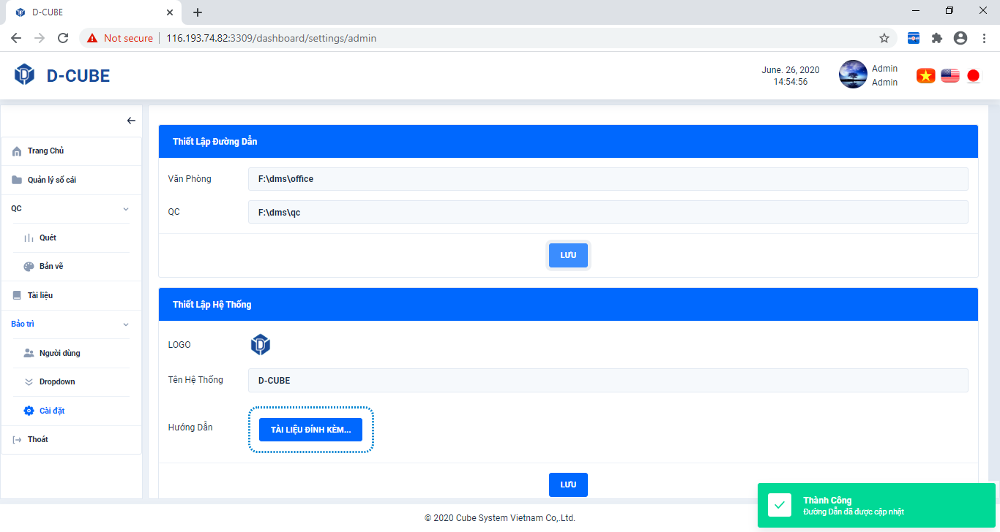 D-CUBE
Not secure
116.193.74.82:3309/dashboard/settings/admin
D-CUBE
June. 26, 2020
14:54:56
Admin
Admin
Trang Chủ
Quản lý sổ cái
QC
Quét
Bản vẽ
Tài liệu
Bảo trì
Người dùng
Dropdown
Cài đặt
Thoát
Thiết Lập Đường Dẫn
Văn Phòng
F:\dms\office
QC
F:\dms\qc
LƯU
Thiết Lập Hệ Thống
LOGO
Tên Hệ Thống
D-CUBE
Hướng Dẫn
TÀI LIỆU ĐÍNH KÈM...
LƯU
Thành Công
Đường Dẫn đã được cập nhật
© 2020 Cube System Vietnam Co,.Ltd.